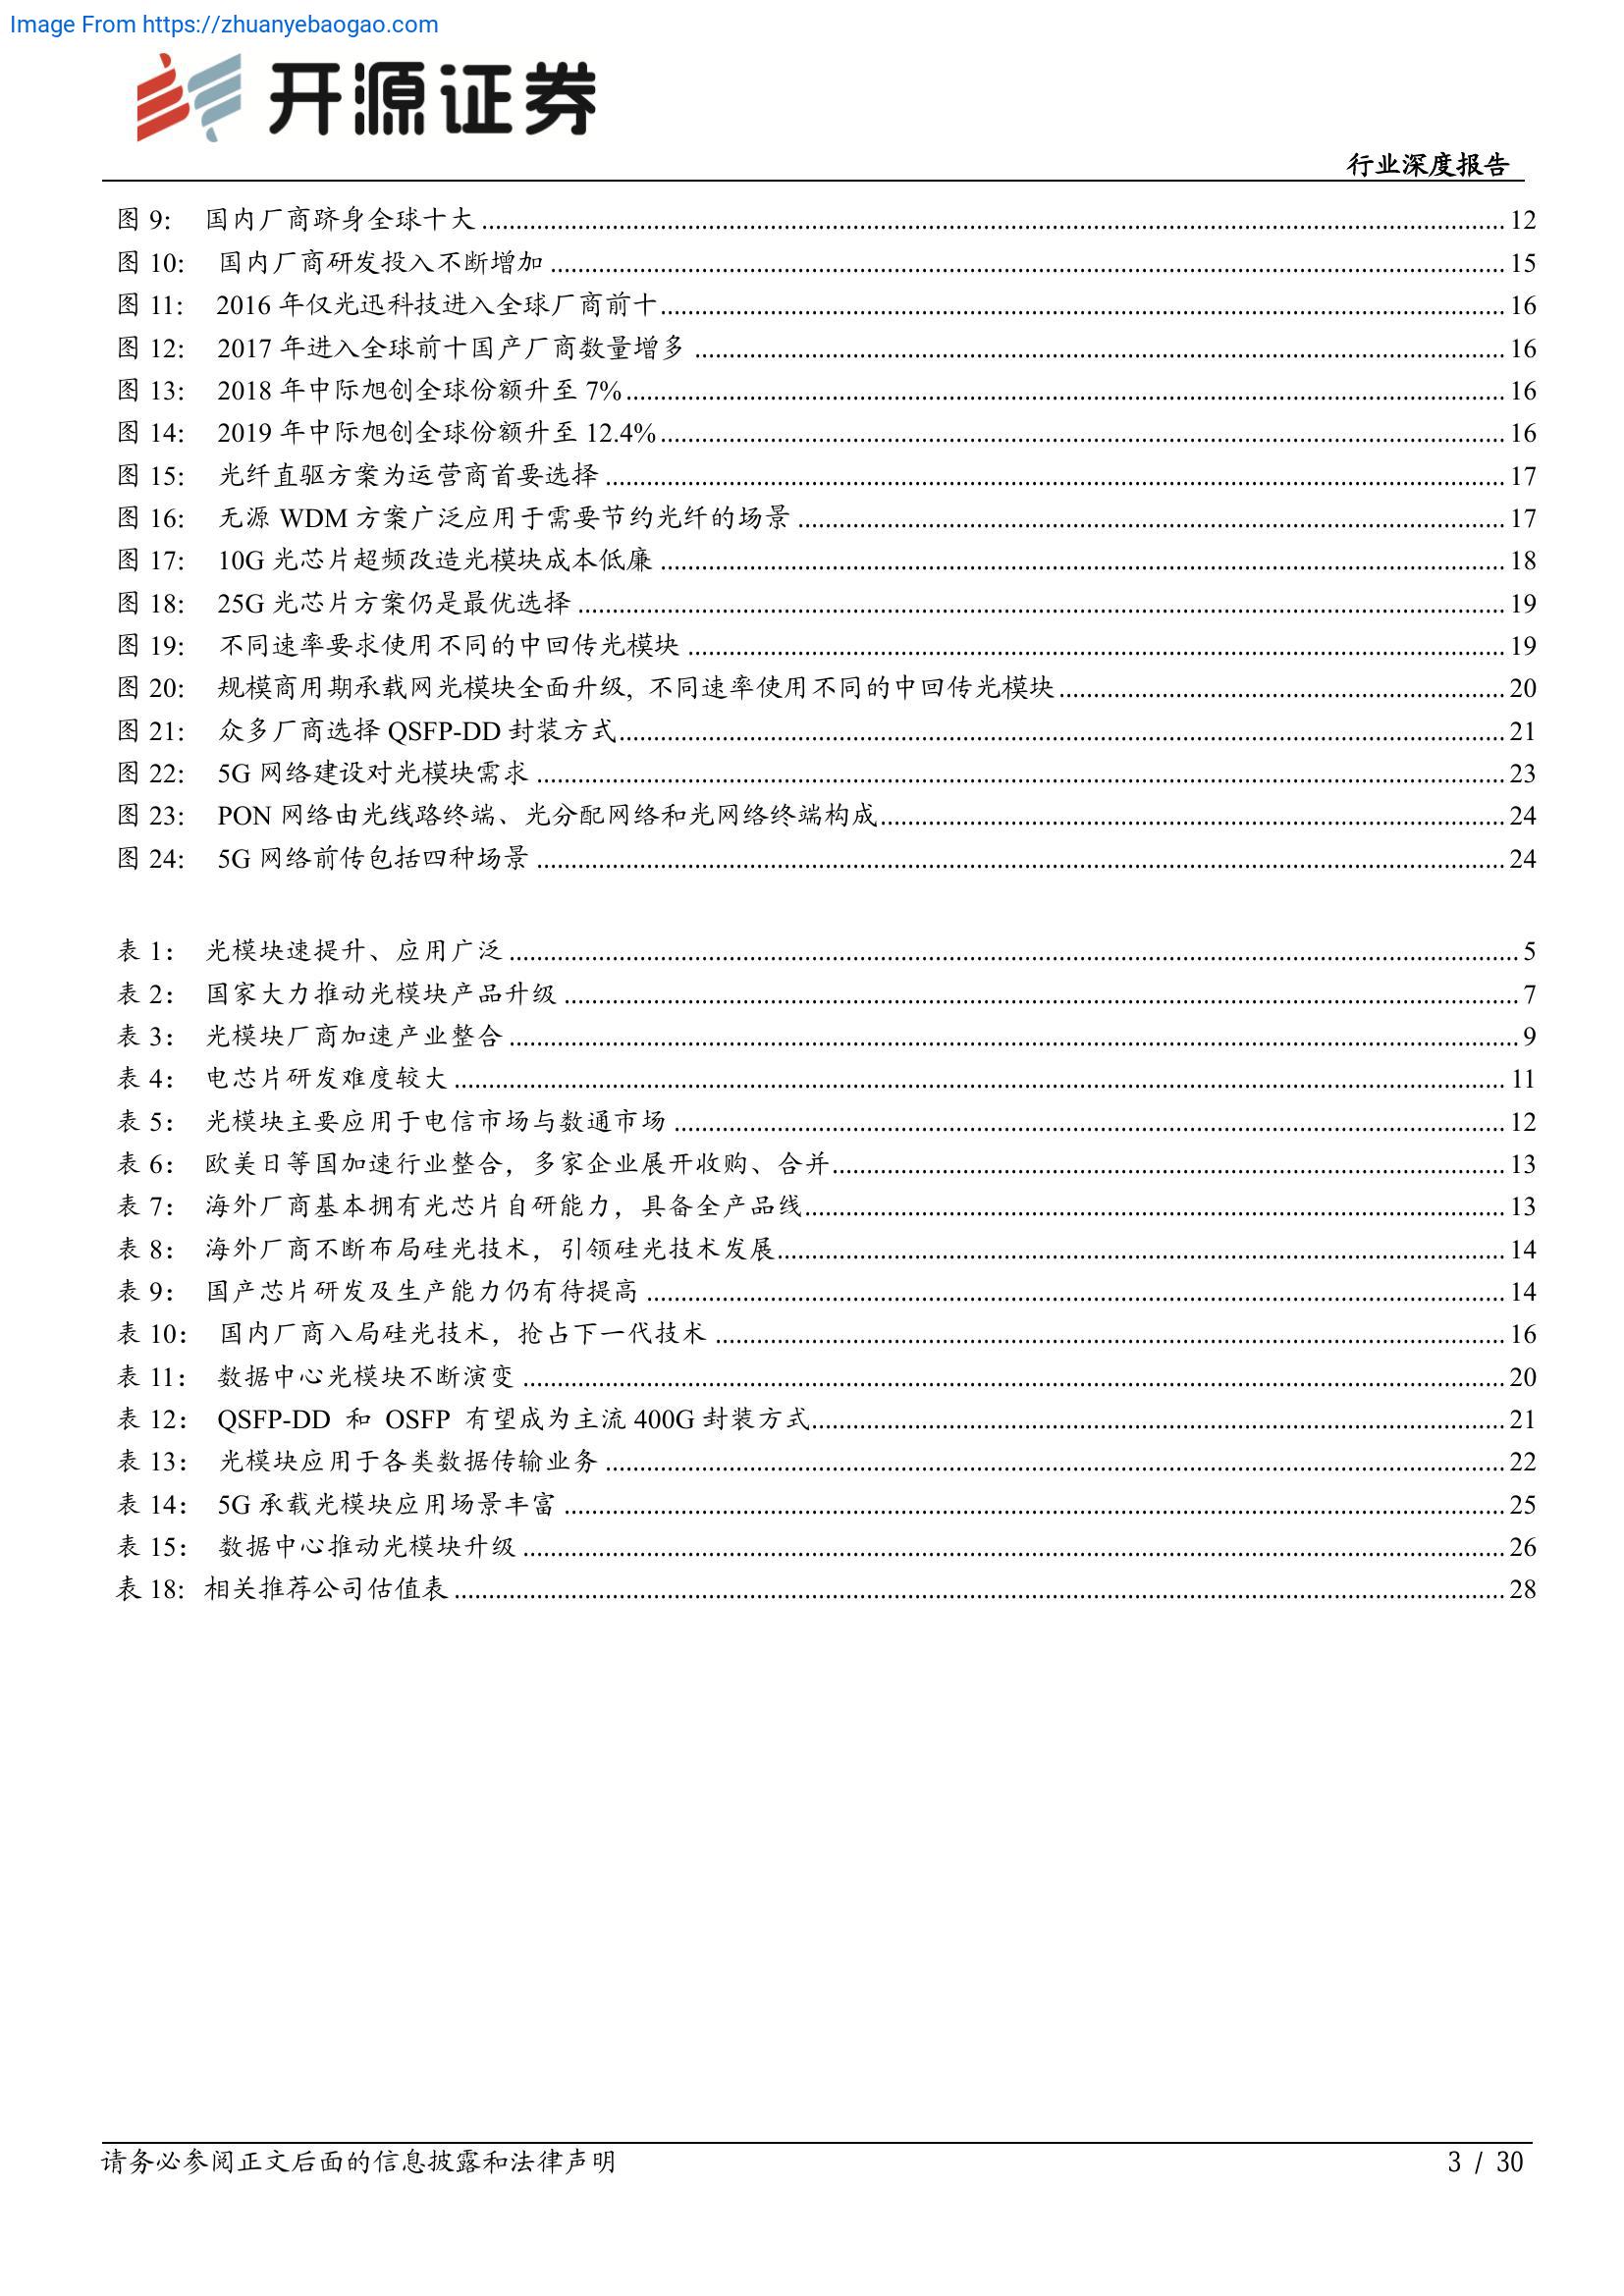 Image From https://zhuanyebaogao.com
开源证券
行业深度报告
图 9: 国内厂商跻身全球十大 12
图 10: 国内厂商研发投入不断增加 15
图 11: 2016 年仅光迅科技进入全球厂商前十 16
图 12: 2017 年进入全球前十国产厂商数量增多 16
图 13: 2018 年中际旭创全球份额升至 7% 16
图 14: 2019 年中际旭创全球份额升至 12.4% 16
图 15: 光纤直驱方案为运营商首要选择 17
图 16: 无源 WDM 方案广泛应用于需要节约光纤的场景 17
图 17: 10G 光芯片超频改造光模块成本低廉 18
图 18: 25G 光芯片方案仍是最优选择 19
图 19: 不同速率要求使用不同的中回传光模块 19
图 20: 规模商用期承载网光模块全面升级, 不同速率使用不同的中回传光模块 20
图 21: 众多厂商选择 QSFP-DD 封装方式 21
图 22: 5G 网络建设对光模块需求 23
图 23: PON 网络由光线路终端、光分配网络和光网络终端构成 24
图 24: 5G 网络前传包括四种场景 24
表 1： 光模块速提升、应用广泛 5
表 2： 国家大力推动光模块产品升级 7
表 3： 光模块厂商加速产业整合 9
表 4： 电芯片研发难度较大 11
表 5： 光模块主要应用于电信市场与数通市场 12
表 6： 欧美日等国加速行业整合，多家企业展开收购、合并 13
表 7： 海外厂商基本拥有光芯片自研能力，具备全产品线 13
表 8： 海外厂商不断布局硅光技术，引领硅光技术发展 14
表 9： 国产芯片研发及生产能力仍有待提高 14
表 10： 国内厂商入局硅光技术，抢占下一代技术 16
表 11： 数据中心光模块不断演变 20
表 12： QSFP-DD 和 OSFP 有望成为主流 400G 封装方式 21
表 13： 光模块应用于各类数据传输业务 22
表 14： 5G 承载光模块应用场景丰富 25
表 15： 数据中心推动光模块升级 26
表 18: 相关推荐公司估值表 28
请务必参阅正文后面的信息披露和法律声明
3 / 30